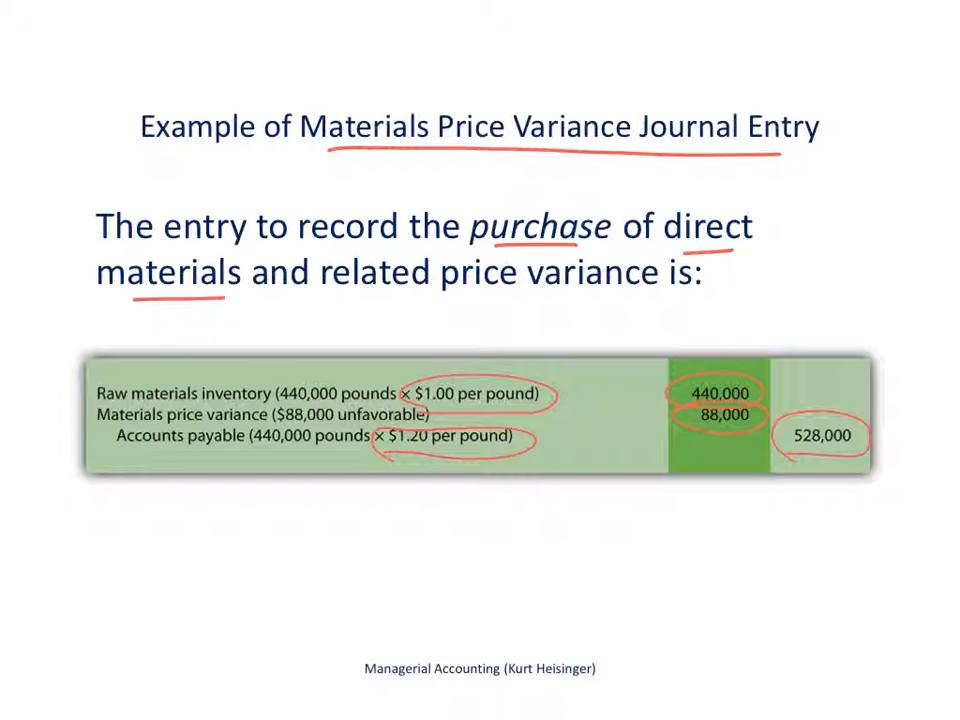 Example of Materials Price Variance Journal Entry
The entry to record the purchase of direct
materials and related price variance is:
Raw materials inventory (440,000 pounds × $1.00 per pound) 440,000
Materials price variance ($88,000 unfavorable) 88,000
Accounts payable (440,000 pounds × $1.20 per pound) 528,000
Managerial Accounting (Kurt Heisinger)